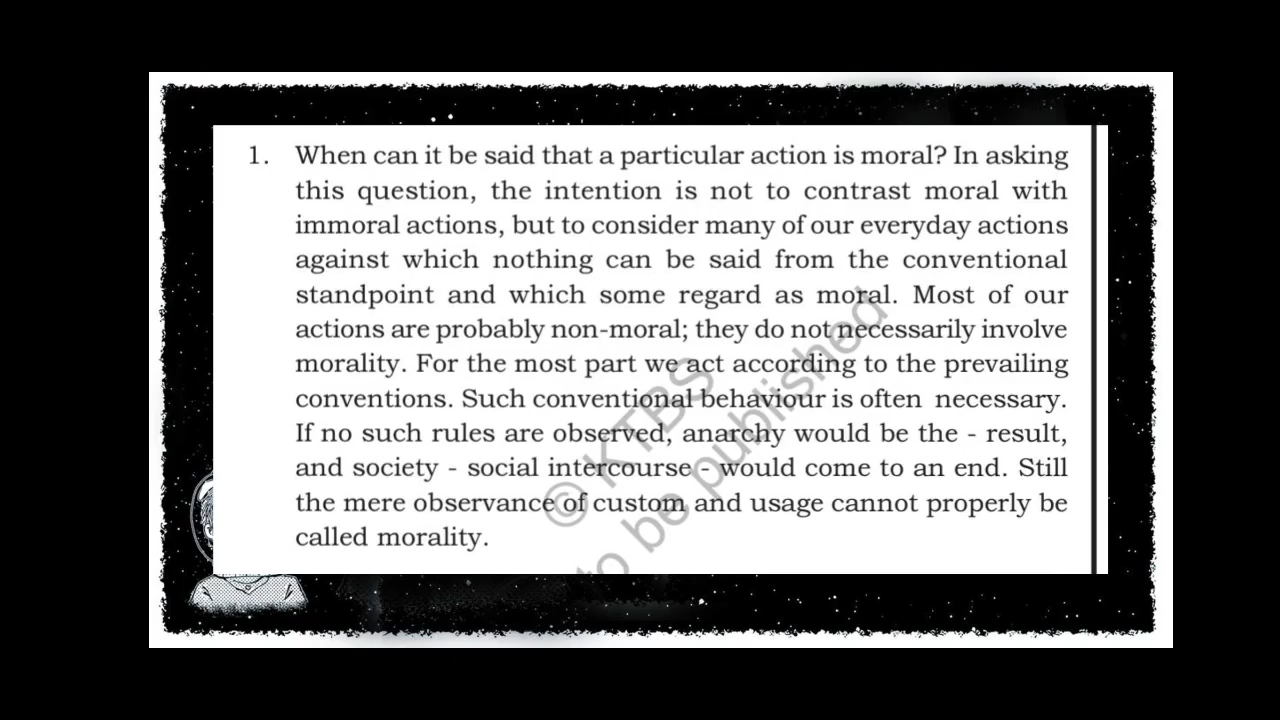 1. When can it be said that a particular action is moral? In asking
this question, the intention is not to contrast moral with
immoral actions, but to consider many of our everyday actions
against which nothing can be said from the conventional
standpoint and which some regard as moral. Most of our
actions are probably non-moral; they do not necessarily involve
morality. For the most part we act according to the prevailing
conventions. Such conventional behaviour is often necessary.
If no such rules are observed, anarchy would be the - result,
and society - social intercourse - would come to an end. Still
the mere observance of custom and usage cannot properly be
called morality.
© KTBS
to be published